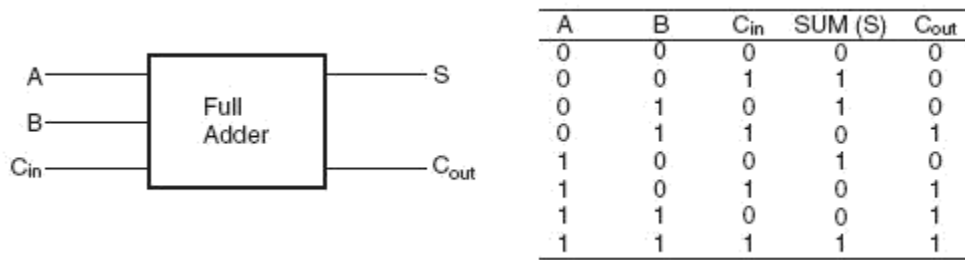 A
B
Cin
Full
Adder
S
Cout
A B Cin SUM (S) Cout
0 0 0 0 0
0 0 1 1 0
0 1 0 1 0
0 1 1 0 1
1 0 0 1 0
1 0 1 0 1
1 1 0 0 1
1 1 1 1 1